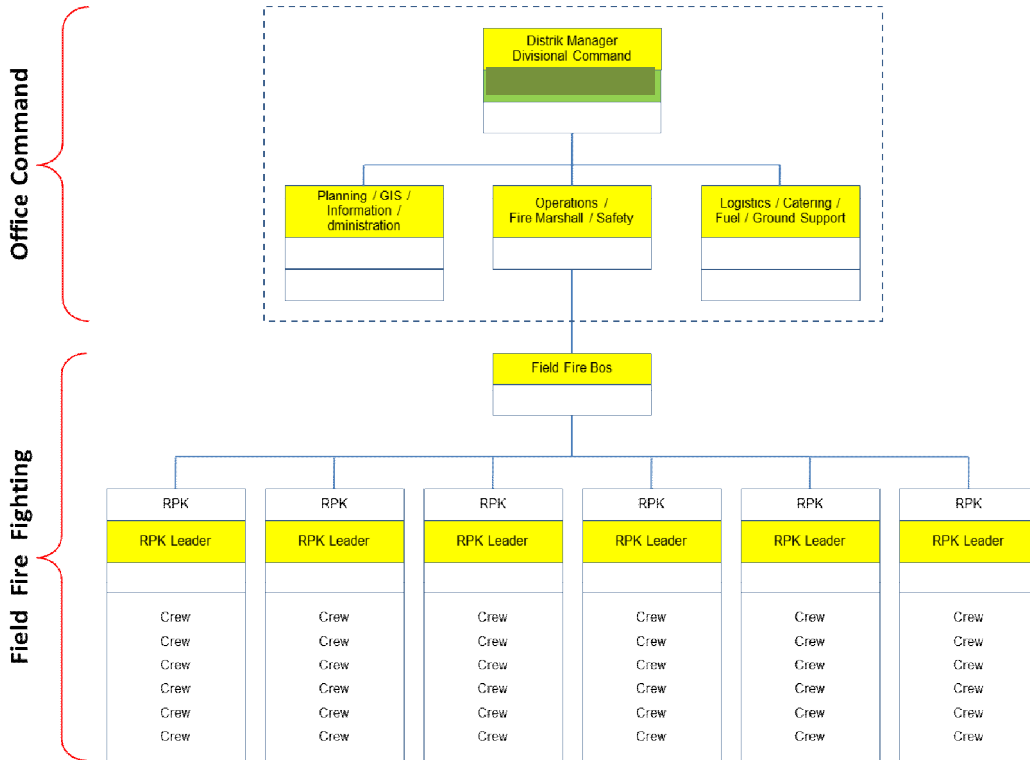 Office Command
Distrik Manager
Divisional Command
Planning / GIS /
Information /
dministration
Operations /
Fire Marshall / Safety
Logistics / Catering /
Fuel / Ground Support
Field Fire Fighting
Field Fire Bos
RPK
RPK Leader
Crew
Crew
Crew
Crew
Crew
Crew
RPK
RPK Leader
Crew
Crew
Crew
Crew
Crew
Crew
RPK
RPK Leader
Crew
Crew
Crew
Crew
Crew
Crew
RPK
RPK Leader
Crew
Crew
Crew
Crew
Crew
Crew
RPK
RPK Leader
Crew
Crew
Crew
Crew
Crew
Crew
RPK
RPK Leader
Crew
Crew
Crew
Crew
Crew
Crew